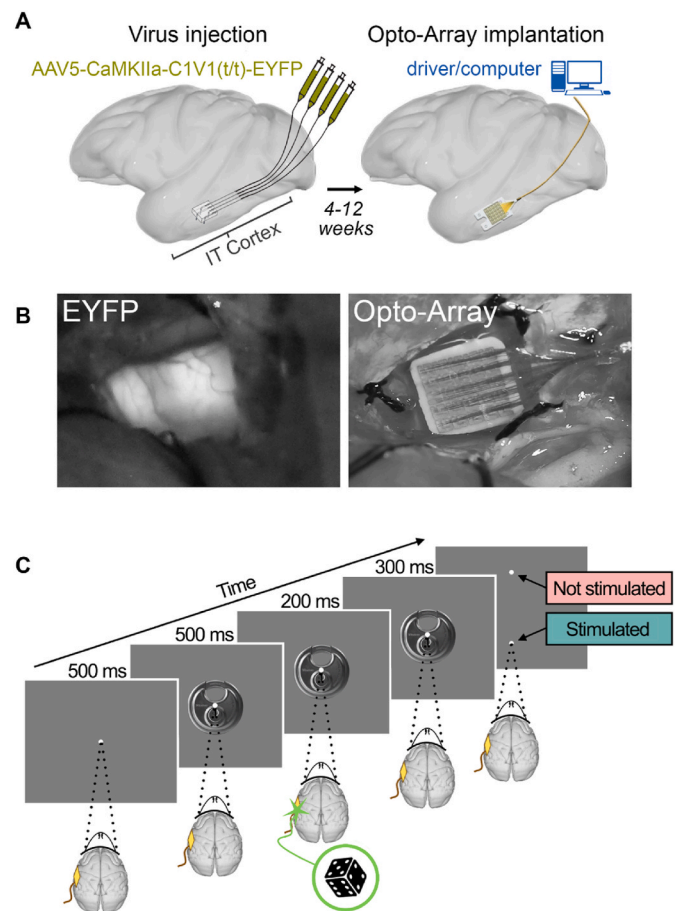 A
Virus injection
AAV5-CaMKIIa-C1V1(t/t)-EYFP
Opto-Array implantation
driver/computer
IT Cortex
4-12
weeks
B
EYFP
Opto-Array
C
Time
500 ms
500 ms
200 ms
300 ms
Not stimulated
Stimulated